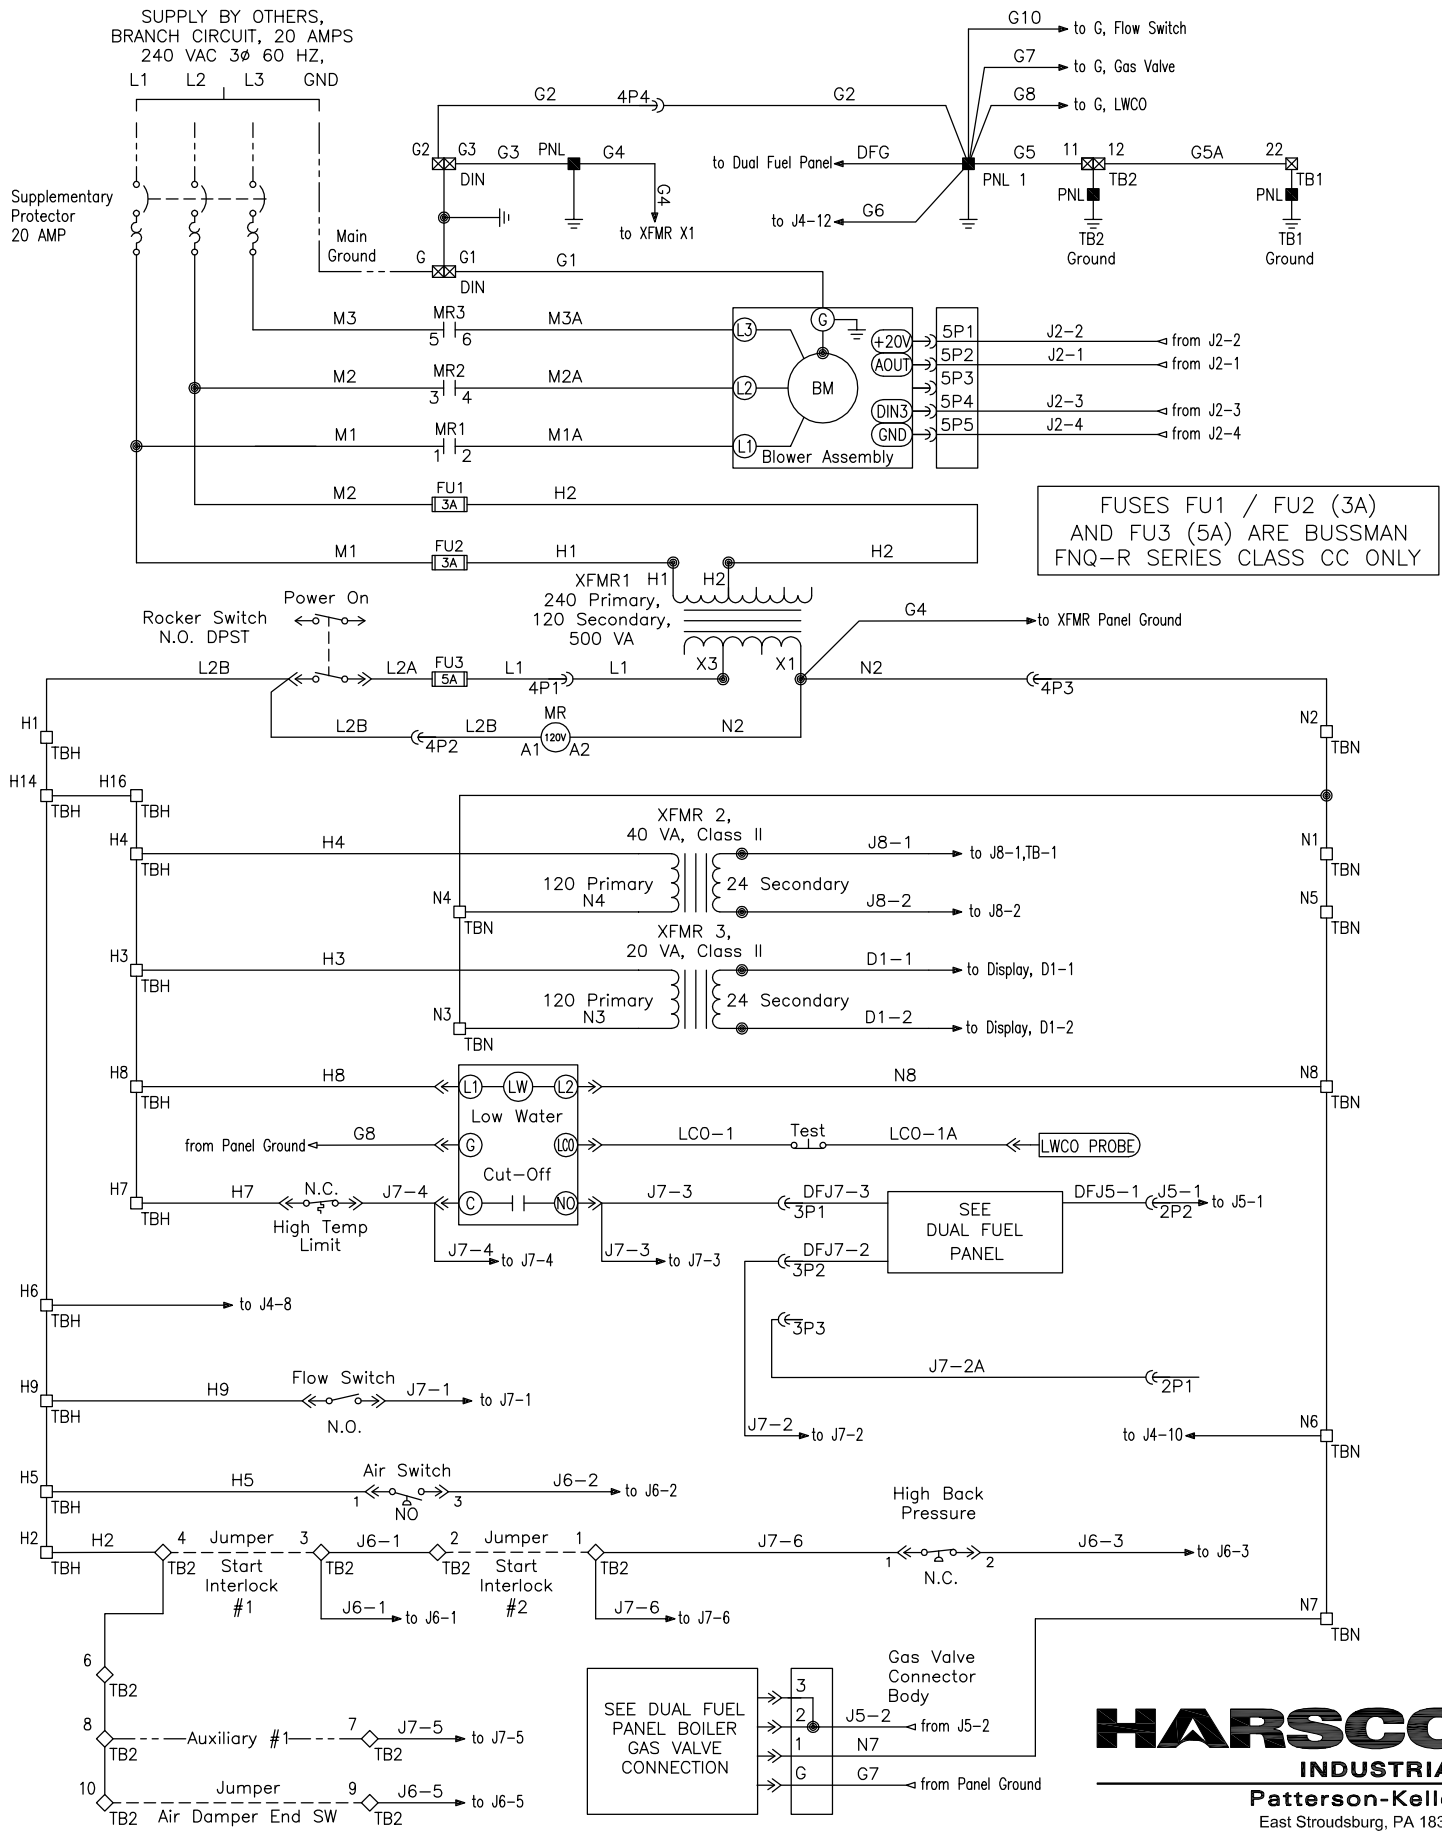 SUPPLY BY OTHERS,
BRANCH CIRCUIT, 20 AMPS
240 VAC 3ø 60 HZ,
L1 L2 L3 GND
G10 to G, Flow Switch
G7 to G, Gas Valve
G2 4P4 G2 G8 to G, LWCO
G2 G3 G3 PNL G4
DIN
G4
to XFMR X1
to Dual Fuel Panel DFG G5 11 12 G5A 22
PNL 1 TB2 TB1
PNL PNL
to J4-12 G6
TB2 TB1
Ground Ground
Supplementary
Protector
20 AMP
Main
Ground
G G1 G1
DIN
M3 MR3 M3A L3 G +20V 5P1 J2-2 from J2-2
5 6
AOUT 5P2 J2-1 from J2-1
M2 MR2 M2A L2 BM 5P3
3 4
DIN3 5P4 J2-3 from J2-3
M1 MR1 M1A L1 GND 5P5 J2-4 from J2-4
1 2
Blower Assembly
M2 FU1 H2
3A
M1 FU2 H1 H2
3A
FUSES FU1 / FU2 (3A)
AND FU3 (5A) ARE BUSSMAN
FNQ-R SERIES CLASS CC ONLY
XFMR1 H1 H2
240 Primary,
120 Secondary,
500 VA
G4 to XFMR Panel Ground
Power On
Rocker Switch
N.O. DPST
L2B L2A FU3 L1 L1 X3 X1 N2
5A 4P1 4P3
L2B L2B MR N2
4P2 A1 120V A2
H1 N2
TBH TBN
H14 H16
TBH TBH
XFMR 2,
40 VA, Class II
H4 H4 J8-1 to J8-1,TB-1 N1
TBH TBN
120 Primary 24 Secondary
N4 N4 J8-2 to J8-2 N5
TBN TBN
XFMR 3,
20 VA, Class II
H3 H3 D1-1 to Display, D1-1
TBH
120 Primary 24 Secondary
N3 N3 D1-2 to Display, D1-2
TBN
H8 H8 L1 LW L2 N8 N8
TBH TBN
Low Water
from Panel Ground G8 G LCO LCO-1 Test LCO-1A LWCO PROBE
Cut-Off
H7 H7 N.C. J7-4 C NO J7-3 DFJ7-3 DFJ5-1 J5-1 to J5-1
TBH 3P1 2P2
High Temp
Limit
SEE
DUAL FUEL
PANEL
J7-4 to J7-4 J7-3 to J7-3 DFJ7-2
3P2
H6 to J4-8
TBH
3P3
J7-2A
2P1
Flow Switch
H9 H9 J7-1 to J7-1
TBH
N.O.
J7-2 to J7-2
to J4-10 N6
TBN
Air Switch
H5 H5 J6-2 to J6-2
TBH 1 NO 3
High Back
Pressure
H2 H2 4 Jumper 3 J6-1 2 Jumper 1 J7-6 J6-3 to J6-3
TBH TB2 Start TB2 TB2 Start TB2 1 N.C. 2
Interlock Interlock
#1 #2
J6-1 to J6-1 J7-6 to J7-6
N7
TBN
6
TB2
8 Auxiliary #1 7 J7-5 to J7-5
TB2 TB2
10 Jumper 9 J6-5 to J6-5
TB2 Air Damper End SW TB2
SEE DUAL FUEL
PANEL BOILER
GAS VALVE
CONNECTION
Gas Valve
Connector
Body
3
2 J5-2 from J5-2
1 N7
G G7 from Panel Ground
HARSCO
INDUSTRIA
Patterson-Kell
East Stroudsburg, PA 183